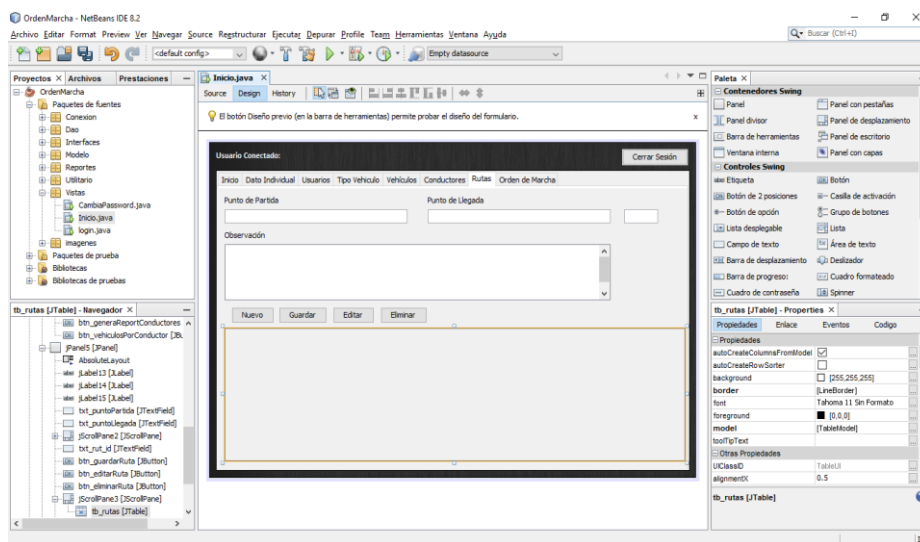 OrdenMarcha - NetBeans IDE 8.2
Archivo Editar Format Preview Ver Navegar Source Reestructurar Ejecutar Depurar Profile Team Herramientas Ventana Ayuda
Buscar (Ctrl+I)
<default config>
Empty datasource
Proyectos Archivos Prestaciones
OrdenMarcha
Paquetes de fuentes
Conexion
Dao
Interfaces
Modelo
Reportes
Utilitario
Vistas
CambiaPassword.java
Inicio.java
login.java
imagenes
Paquetes de prueba
Bibliotecas
Bibliotecas de pruebas
tb_rutas [JTable] - Navegador
btn_generaReportConductores
btn_vehiculosPorConductor [JBu
jPanel5 [JPanel]
AbsoluteLayout
jLabel13 [JLabel]
jLabel14 [JLabel]
jLabel15 [JLabel]
txt_puntoPartida [JTextField]
txt_puntoLlegada [JTextField]
jScrollPane2 [JScrollPane]
txt_rut_id [JTextField]
btn_guardarRuta [JButton]
btn_editarRuta [JButton]
btn_eliminarRuta [JButton]
jScrollPane3 [JScrollPane]
tb_rutas [JTable]
Inicio.java
Source Design History
El botón Diseño previo (en la barra de herramientas) permite probar el diseño del formulario.
x
Usuario Conectado:
Cerrar Sesión
Inicio Dato Individual Usuarios Tipo Vehiculo Vehículos Conductores Rutas Orden de Marcha
Punto de Partida Punto de Llegada
Observación
Nuevo Guardar Editar Eliminar
Paleta
Contenedores Swing
Panel Panel con pestañas
Panel divisor Panel de desplazamiento
Barra de herramientas Panel de escritorio
Ventana interna Panel con capas
Controles Swing
label Etiqueta Botón
Botón de 2 posiciones Casilla de activación
Botón de opción Grupo de botones
Lista desplegable Lista
Campo de texto Área de texto
Barra de desplazamiento Deslizador
Barra de progreso: Cuadro formateado
Cuadro de contraseña Spinner
tb_rutas [JTable] - Properties
Propiedades Enlace Eventos Codigo
Propiedades
autoCreateColumnsFromModel
autoCreateRowSorter
background [255,255,255]
border [LineBorder]
font Tahoma 11 Sin Formato
foreground [0,0,0]
model [TableModel]
toolTipText
Otras Propiedades
UIClassID TableUI
alignmentX 0.5
tb_rutas [JTable]